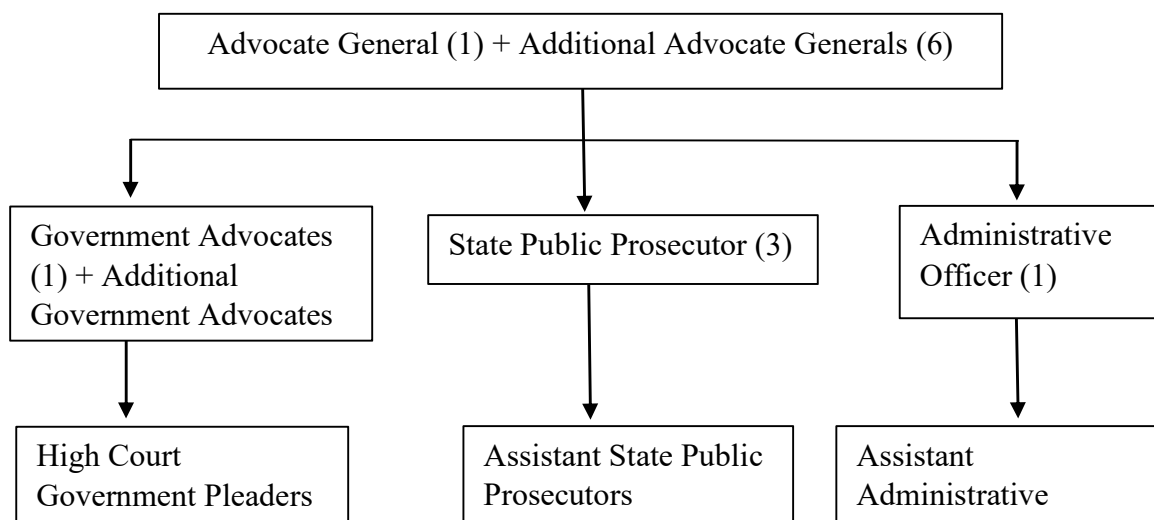 Advocate General (1) + Additional Advocate Generals (6)
Government Advocates
(1) + Additional
Government Advocates
State Public Prosecutor (3)
Administrative
Officer (1)
High Court
Government Pleaders
Assistant State Public
Prosecutors
Assistant
Administrative